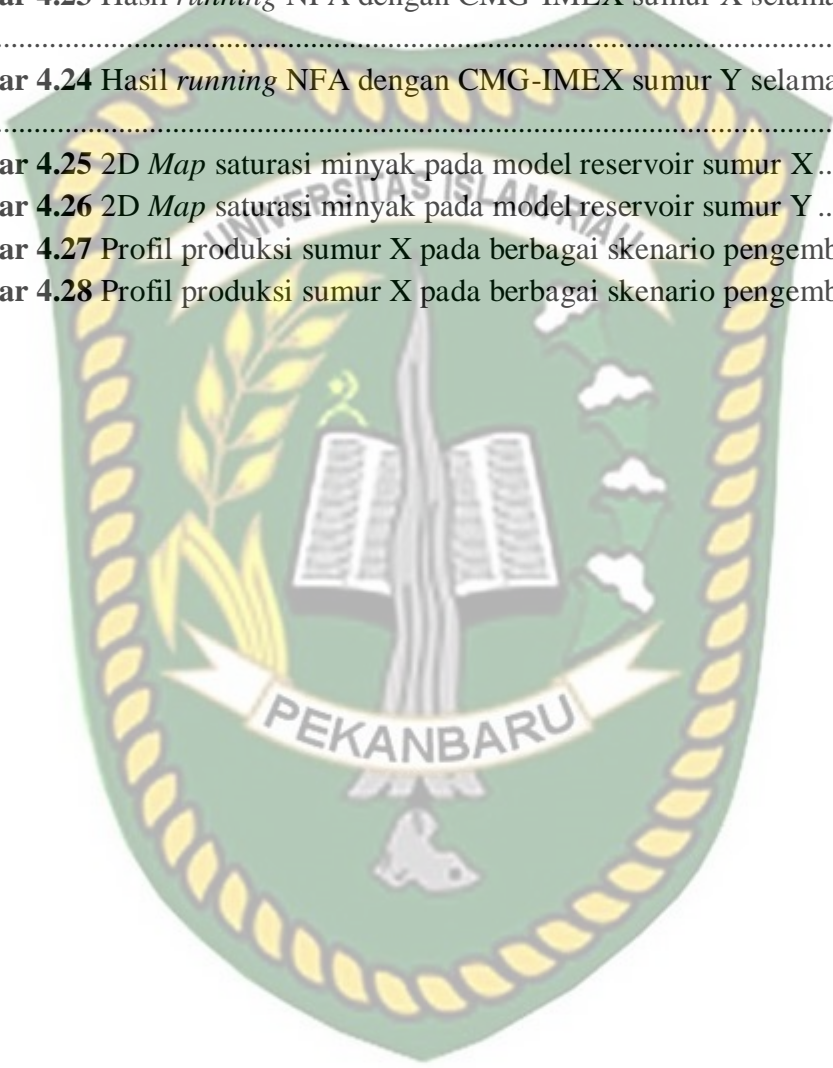 ar 4.23 Hasil running NFA dengan CMG-IMEX sumur X selama
ar 4.24 Hasil running NFA dengan CMG-IMEX sumur Y selama
ar 4.25 2D Map saturasi minyak pada model reservoir sumur X
ar 4.26 2D Map saturasi minyak pada model reservoir sumur Y
ar 4.27 Profil produksi sumur X pada berbagai skenario pengemb
ar 4.28 Profil produksi sumur X pada berbagai skenario pengemb
UNIVERSITAS ISLAM RIAU
PEKANBARU